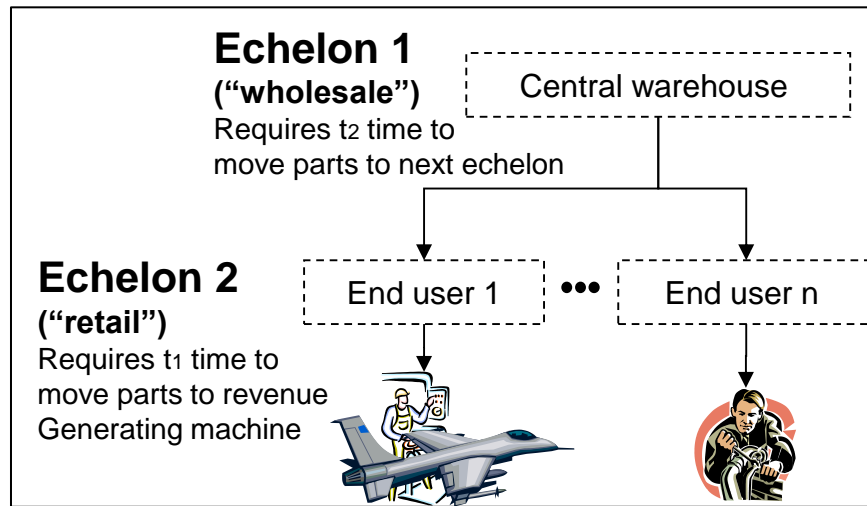 Echelon 1
(“wholesale”)
Requires t2 time to
move parts to next echelon
Central warehouse
Echelon 2
(“retail”)
Requires t1 time to
move parts to revenue
Generating machine
End user 1
•••
End user n